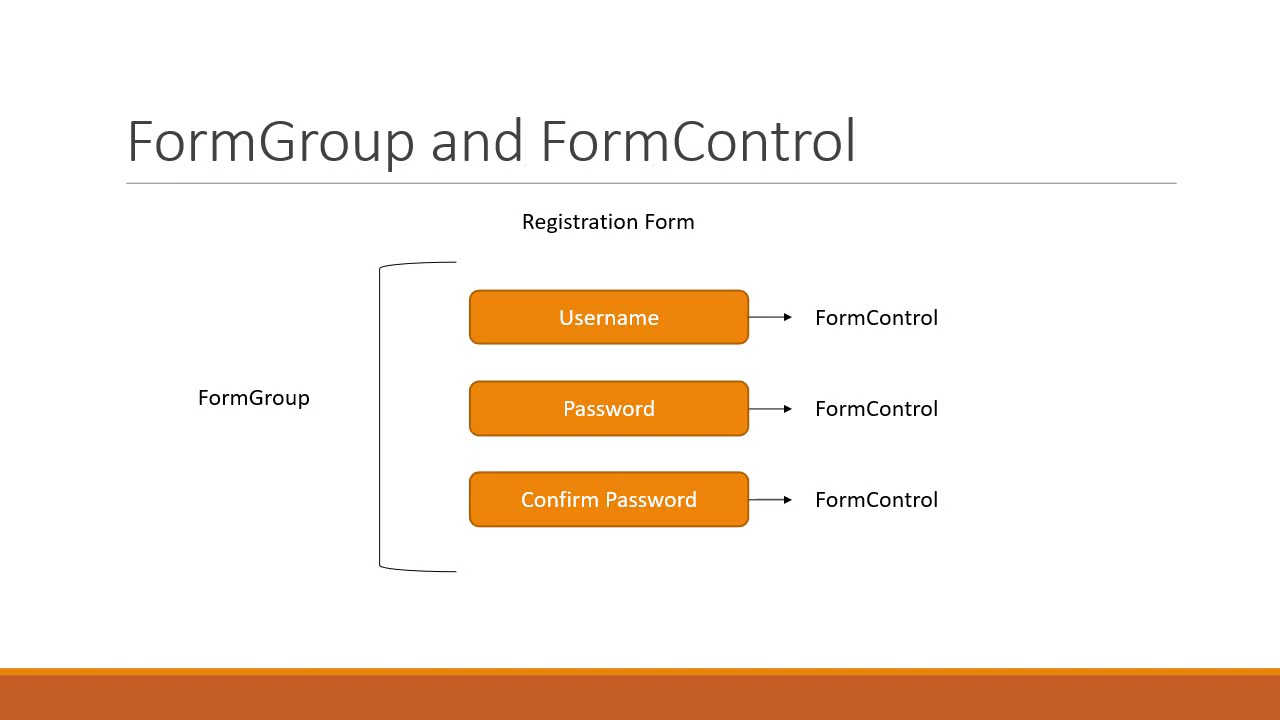 FormGroup and FormControl
Registration Form
Username
FormControl
FormGroup
Password
FormControl
Confirm Password
FormControl